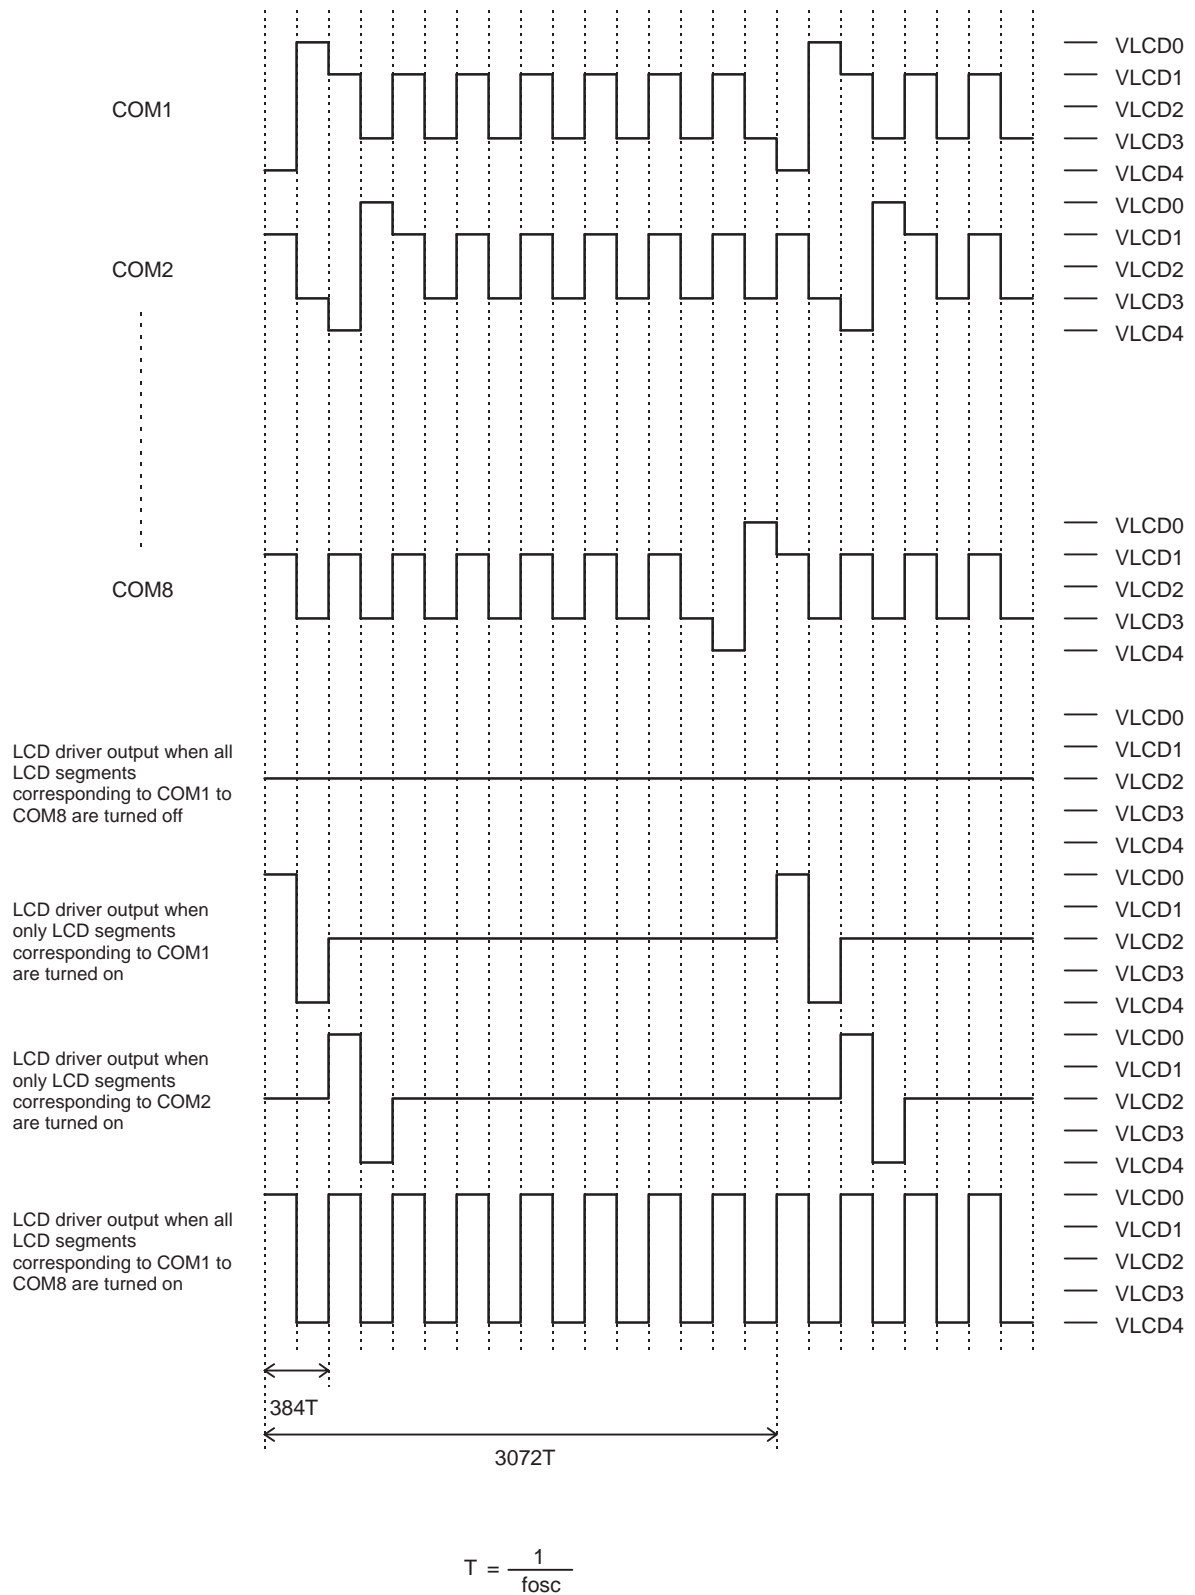 COM1
VLCD0
VLCD1
VLCD2
VLCD3
VLCD4
COM2
VLCD0
VLCD1
VLCD2
VLCD3
VLCD4
COM8
VLCD0
VLCD1
VLCD2
VLCD3
VLCD4
LCD driver output when all
LCD segments
corresponding to COM1 to
COM8 are turned off
VLCD0
VLCD1
VLCD2
VLCD3
VLCD4
LCD driver output when
only LCD segments
corresponding to COM1
are turned on
VLCD0
VLCD1
VLCD2
VLCD3
VLCD4
LCD driver output when
only LCD segments
corresponding to COM2
are turned on
VLCD0
VLCD1
VLCD2
VLCD3
VLCD4
LCD driver output when all
LCD segments
corresponding to COM1 to
COM8 are turned on
VLCD0
VLCD1
VLCD2
VLCD3
VLCD4
384T
3072T
T = 1
fosc